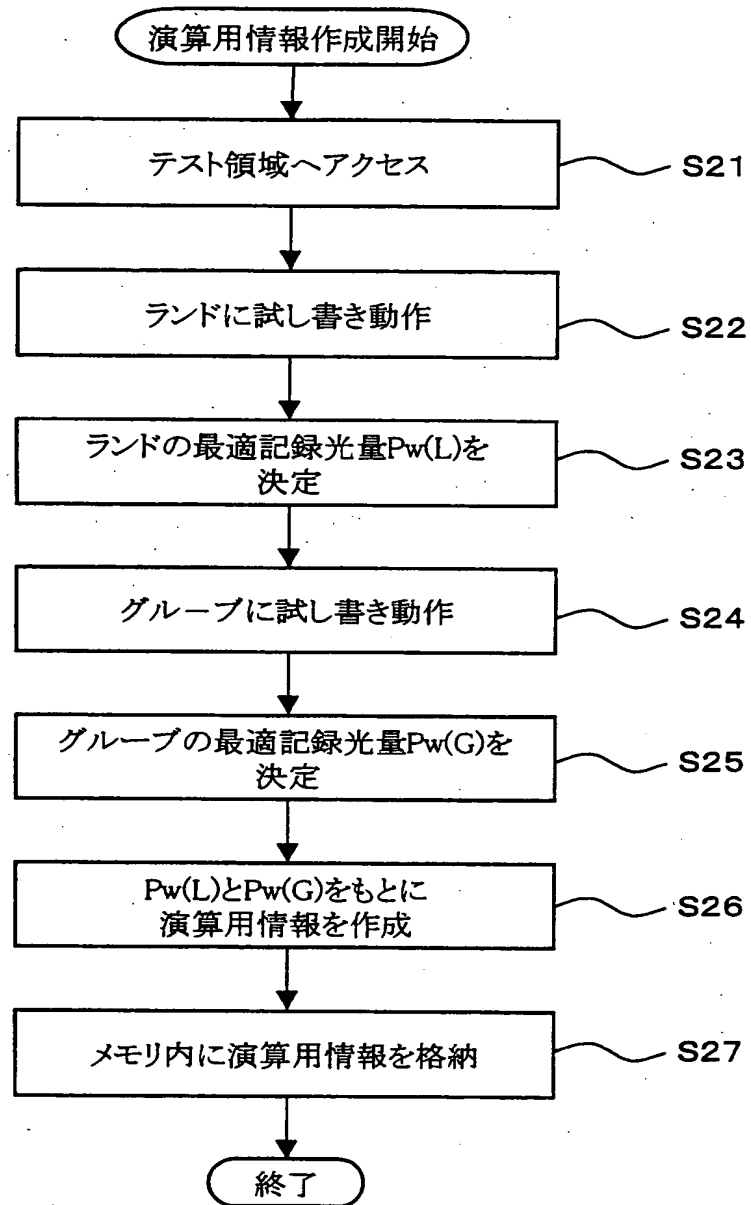 演算用情報作成開始
テスト領域へアクセス
S21
ランドに試し書き動作
S22
ランドの最適記録光量Pw(L)を
決定
S23
グルーブに試し書き動作
S24
グルーブの最適記録光量Pw(G)を
決定
S25
Pw(L)とPw(G)をもとに
演算用情報を作成
S26
メモリ内に演算用情報を格納
S27
終了